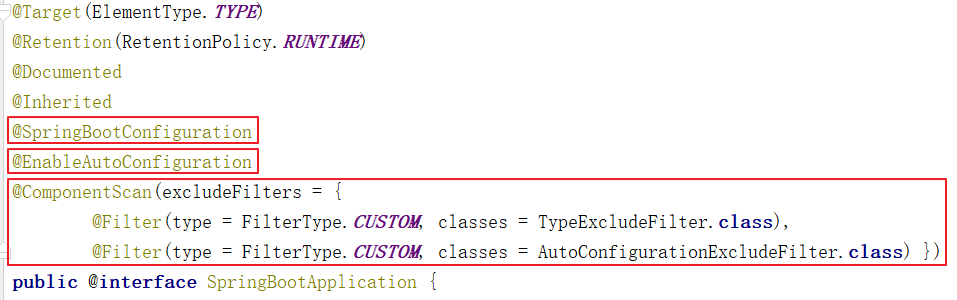 @Target(ElementType.TYPE)
@Retention(RetentionPolicy.RUNTIME)
@Documented
@Inherited
@SpringBootConfiguration
@EnableAutoConfiguration
@ComponentScan(excludeFilters = {
@Filter(type = FilterType.CUSTOM, classes = TypeExcludeFilter.class),
@Filter(type = FilterType.CUSTOM, classes = AutoConfigurationExcludeFilter.class) })
public @interface SpringBootApplication {